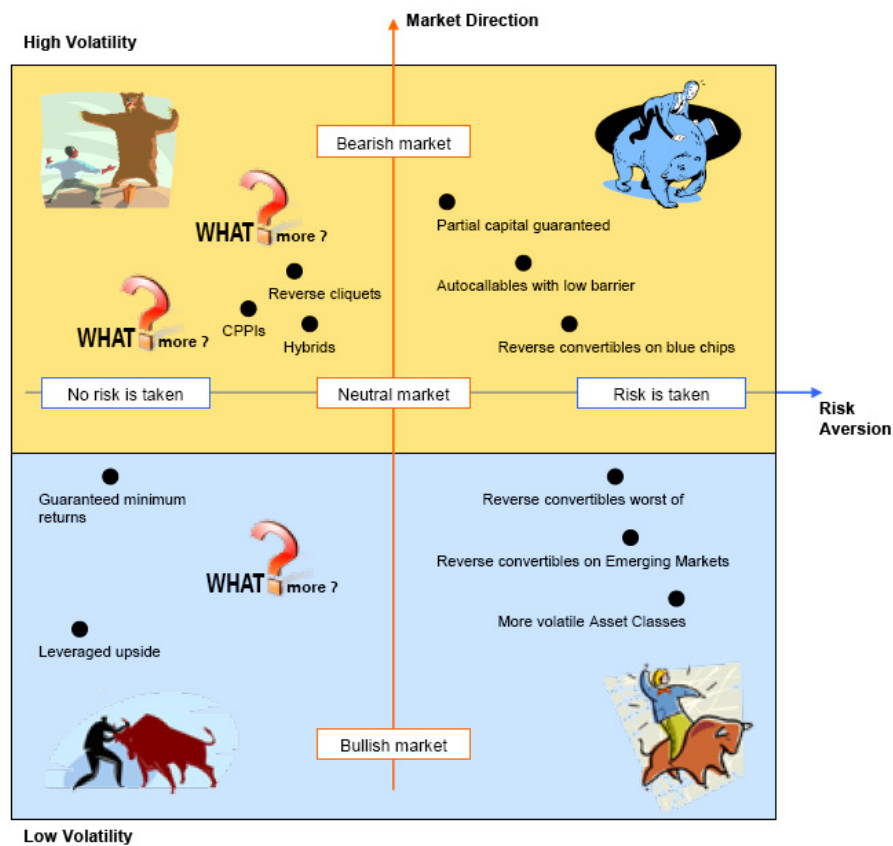 Market Direction
High Volatility
Bearish market
WHAT ? more ?
Partial capital guaranteed
Reverse cliquets
Autocallables with low barrier
WHAT ? more ?
CPPIs
Hybrids
Reverse convertibles on blue chips
No risk is taken
Neutral market
Risk is taken
Risk
Aversion
Guaranteed minimum
returns
Reverse convertibles worst of
WHAT ? more ?
Reverse convertibles on Emerging Markets
More volatile Asset Classes
Leveraged upside
Bullish market
Low Volatility